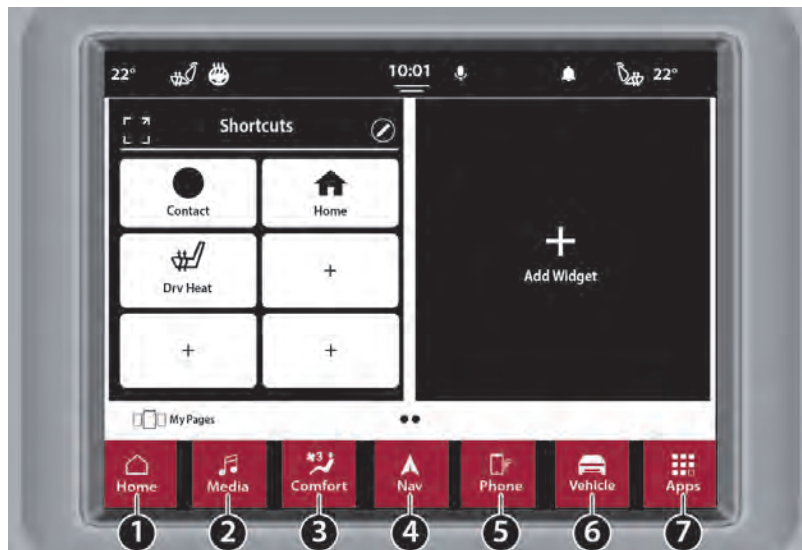 22° 10:01 22°
Shortcuts
Contact Home
Drv Heat +
+ +
+
Add Widget
My Pages
3
Home Media Comfort Nav Phone Vehicle Apps
1 2 3 4 5 6 7